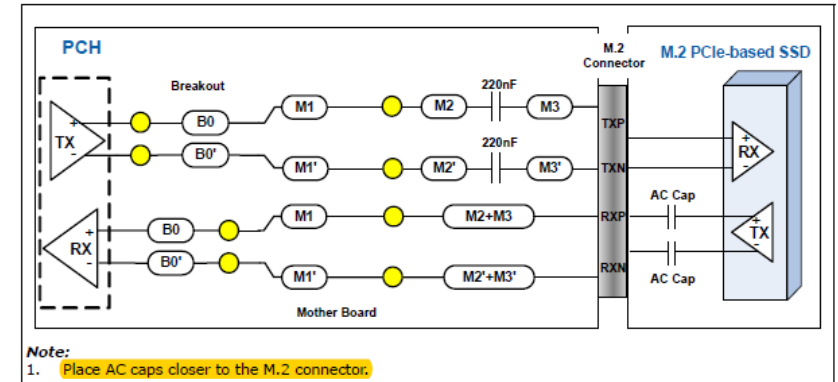 PCH
M.2
Connector
M.2 PCIe-based SSD
Breakout
220nF
+
TX
-
B0
M1
M2
M3
TXP
220nF
B0'
M1'
M2'
M3'
TXN
+
RX
-
AC Cap
+
RX
-
B0
M1
M2+M3
RXP
+
TX
-
B0'
M1'
M2'+M3'
RXN
AC Cap
Mother Board
Note:
1. Place AC caps closer to the M.2 connector.